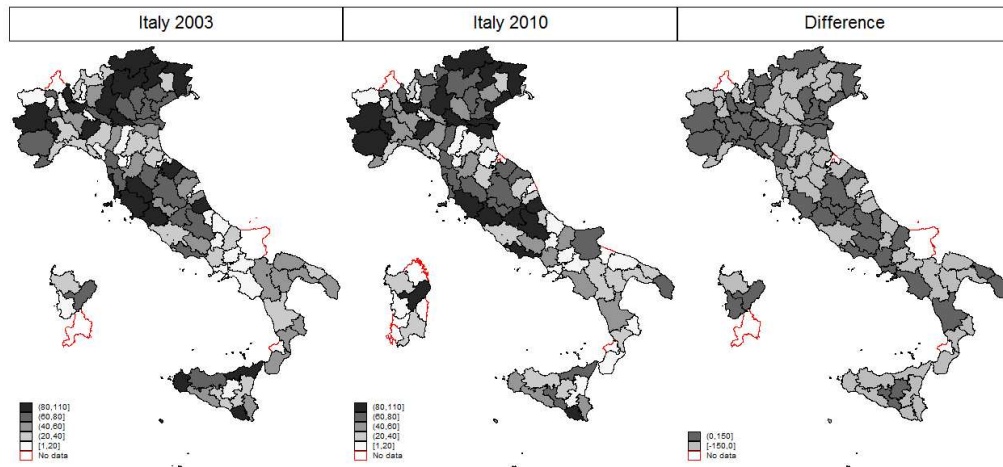 Italy 2003
Italy 2010
Difference
(80,110]
(60,80]
(40,60]
(20,40]
[1,20]
No data
(80,110]
(60,80]
(40,60]
(20,40]
[1,20]
No data
(0,150]
[-150,0]
No data